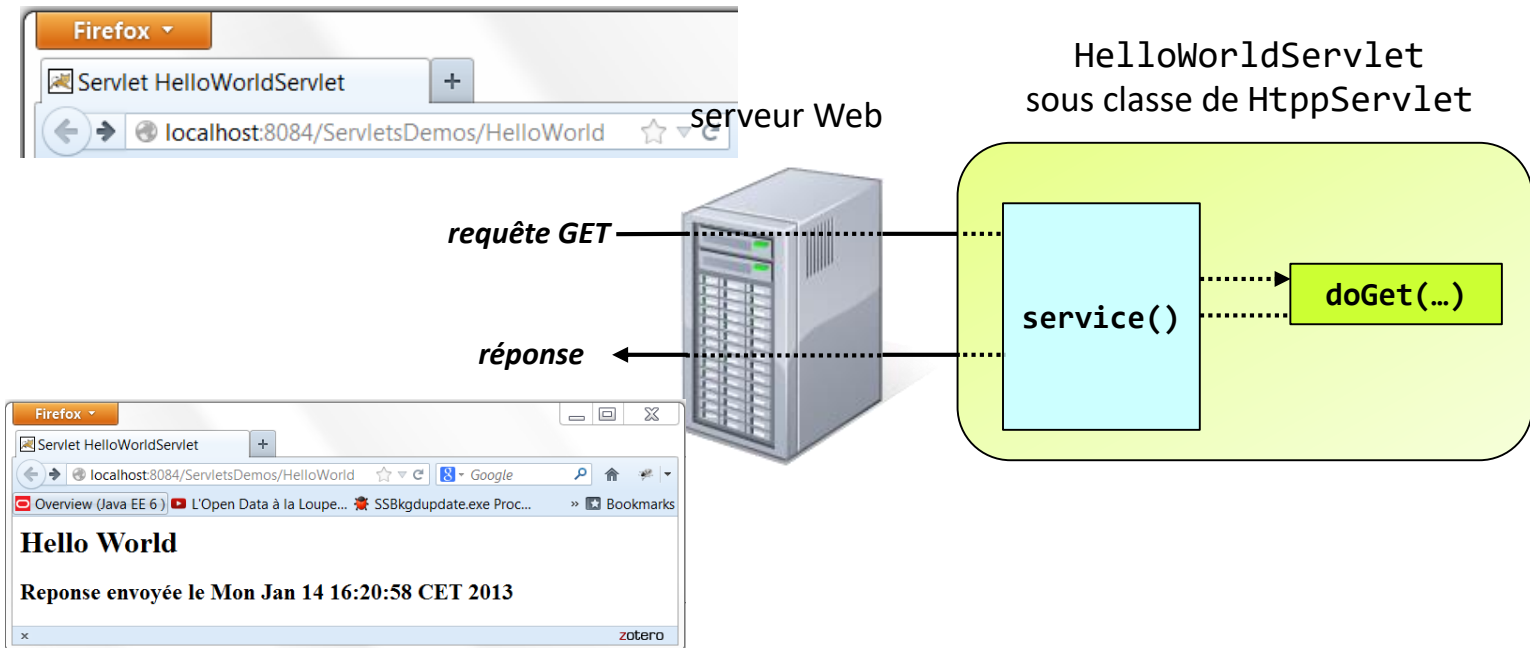 Firefox
Servlet HelloWorldServlet
+
localhost:8084/ServletsDemos/HelloWorld
serveur Web
HelloWorldServlet
sous classe de HtppServlet
requête GET
service()
doGet(…)
réponse
Firefox
Servlet HelloWorldServlet
+
localhost:8084/ServletsDemos/HelloWorld
8 - Google
Overview (Java EE 6 ) L'Open Data à la Loupe... SSBkgdupdate.exe Proc... » Bookmarks
Hello World
Reponse envoyée le Mon Jan 14 16:20:58 CET 2013
× zotero